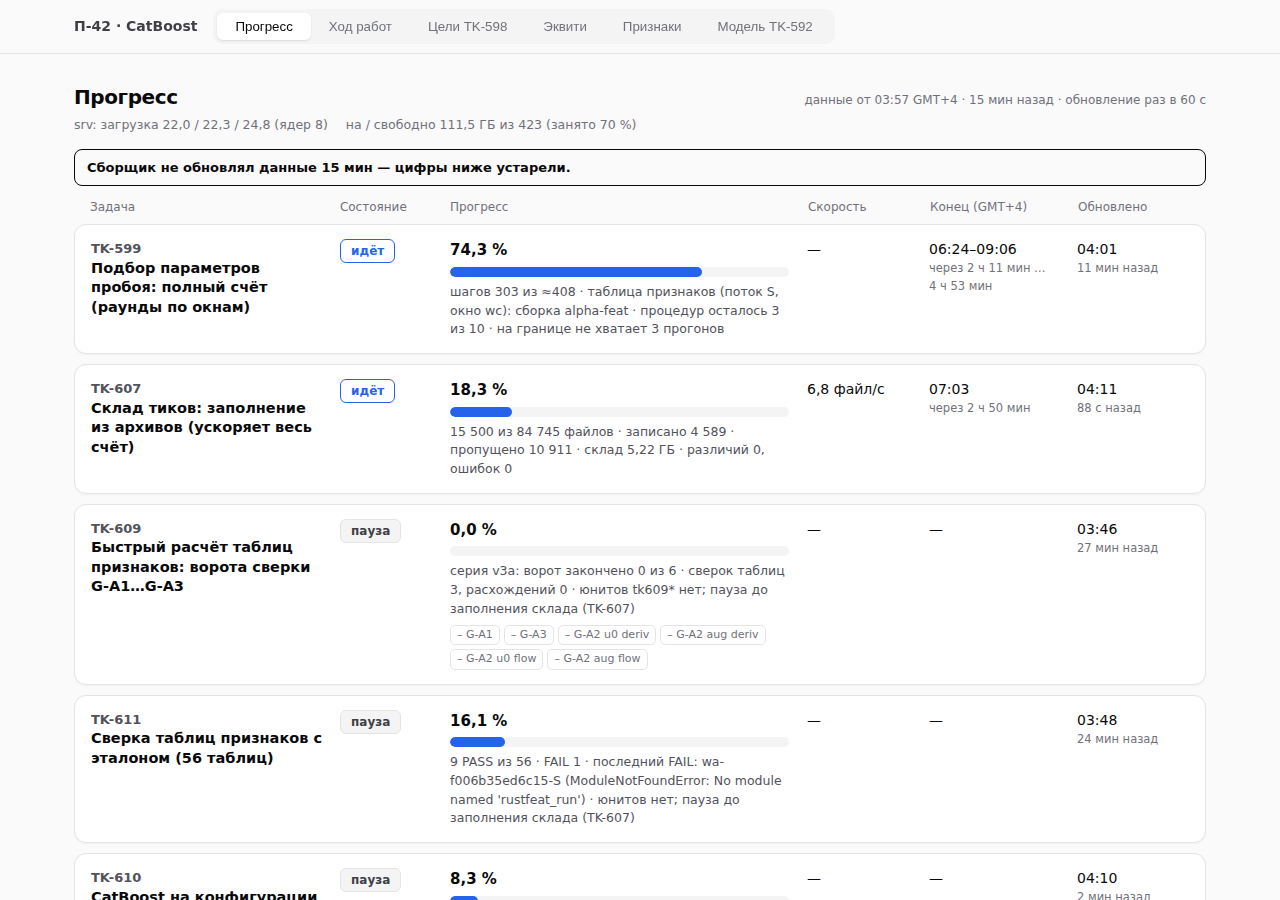 П-42 · CatBoost
Прогресс
Ход работ
Цели TK-598
Эквити
Признаки
Модель TK-592
Прогресс
данные от 03:57 GMT+4 · 15 мин назад · обновление раз в 60 с
srv: загрузка 22,0 / 22,3 / 24,8 (ядер 8) на / свободно 111,5 ГБ из 423 (занято 70 %)
Сборщик не обновлял данные 15 мин — цифры ниже устарели.
Задача
Состояние
Прогресс
Скорость
Конец (GMT+4)
Обновлено
TK-599
Подбор параметров
пробоя: полный счёт
(раунды по окнам)
идёт
74,3 %
шагов 303 из ≈408 · таблица признаков (поток S,
окно wc): сборка alpha-feat · процедур осталось 3
из 10 · на границе не хватает 3 прогонов
—
06:24–09:06
через 2 ч 11 мин …
4 ч 53 мин
04:01
11 мин назад
TK-607
Склад тиков: заполнение
из архивов (ускоряет весь
счёт)
идёт
18,3 %
15 500 из 84 745 файлов · записано 4 589 ·
пропущено 10 911 · склад 5,22 ГБ · различий 0,
ошибок 0
6,8 файл/с
07:03
через 2 ч 50 мин
04:11
88 с назад
TK-609
Быстрый расчёт таблиц
признаков: ворота сверки
G-A1…G-A3
пауза
0,0 %
серия v3a: ворот закончено 0 из 6 · сверок таблиц
3, расхождений 0 · юнитов tk609* нет; пауза до
заполнения склада (TK-607)
– G-A1
– G-A3
– G-A2 u0 deriv
– G-A2 aug deriv
– G-A2 u0 flow
– G-A2 aug flow
—
—
03:46
27 мин назад
TK-611
Сверка таблиц признаков с
эталоном (56 таблиц)
пауза
16,1 %
9 PASS из 56 · FAIL 1 · последний FAIL: wa-
f006b35ed6c15-S (ModuleNotFoundError: No module
named 'rustfeat_run') · юнитов нет; пауза до
заполнения склада (TK-607)
—
—
03:48
24 мин назад
TK-610
CatBoost на конфигурации
пауза
8,3 %
—
—
04:10
2 мин назад